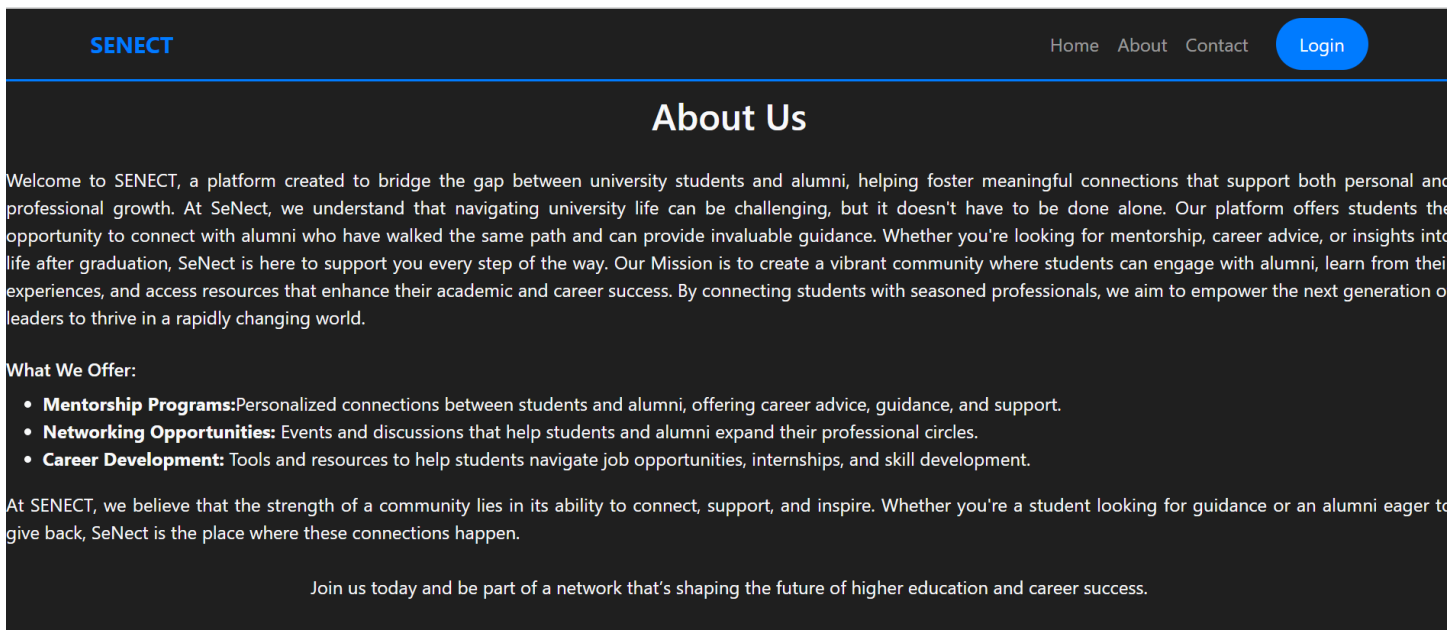 SENECT
Home About Contact Login
About Us
Welcome to SENECT, a platform created to bridge the gap between university students and alumni, helping foster meaningful connections that support both personal and
professional growth. At SeNect, we understand that navigating university life can be challenging, but it doesn't have to be done alone. Our platform offers students the
opportunity to connect with alumni who have walked the same path and can provide invaluable guidance. Whether you're looking for mentorship, career advice, or insights into
life after graduation, SeNect is here to support you every step of the way. Our Mission is to create a vibrant community where students can engage with alumni, learn from thei
experiences, and access resources that enhance their academic and career success. By connecting students with seasoned professionals, we aim to empower the next generation o
leaders to thrive in a rapidly changing world.
What We Offer:
• Mentorship Programs:Personalized connections between students and alumni, offering career advice, guidance, and support.
• Networking Opportunities: Events and discussions that help students and alumni expand their professional circles.
• Career Development: Tools and resources to help students navigate job opportunities, internships, and skill development.
At SENECT, we believe that the strength of a community lies in its ability to connect, support, and inspire. Whether you're a student looking for guidance or an alumni eager to
give back, SeNect is the place where these connections happen.
Join us today and be part of a network that’s shaping the future of higher education and career success.